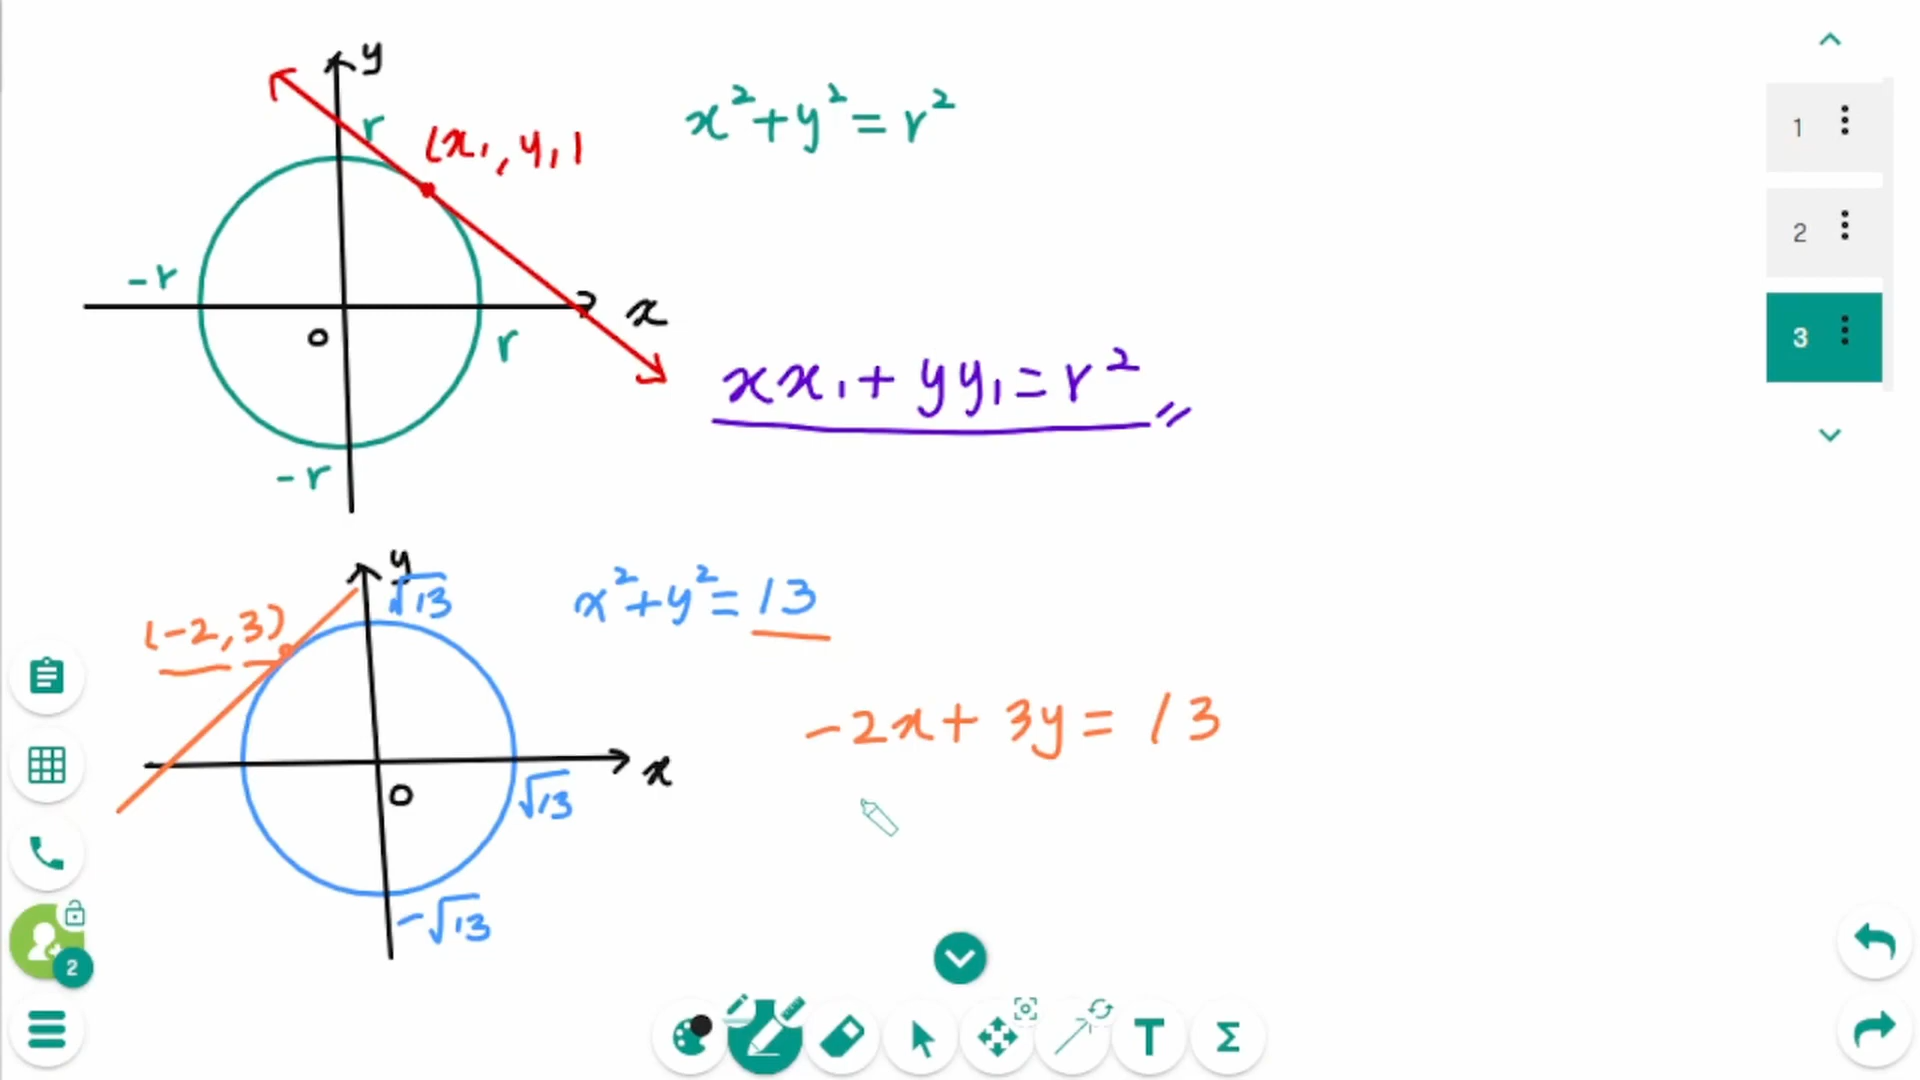 y
r
(x₁, y₁)
x²+y²=r²
-r
x
o
r
xx₁+yy₁=r²
-r
y
√13
x²+y²=13
(-2,3)
-2x+3y=13
x
o
√13
-√13
1
2
3
2
T
Σ